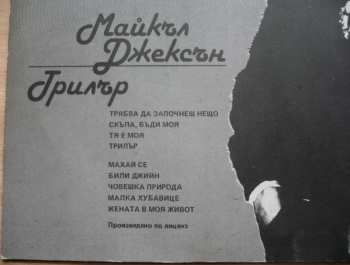 Майкъл
Джексън
Трилър
ТРЯБВА ДА ЗАПОЧНЕШ НЕЩО
СКЪПА, БЪДИ МОЯ
ТЯ Е МОЯ
ТРИЛЪР
МАХАЙ СЕ
БИЛИ ДЖИЙН
ЧОВЕШКА ПРИРОДА
МАЛКА ХУБАВИЦЕ
ЖЕНАТА В МОЯ ЖИВОТ
Произведено по лиценз